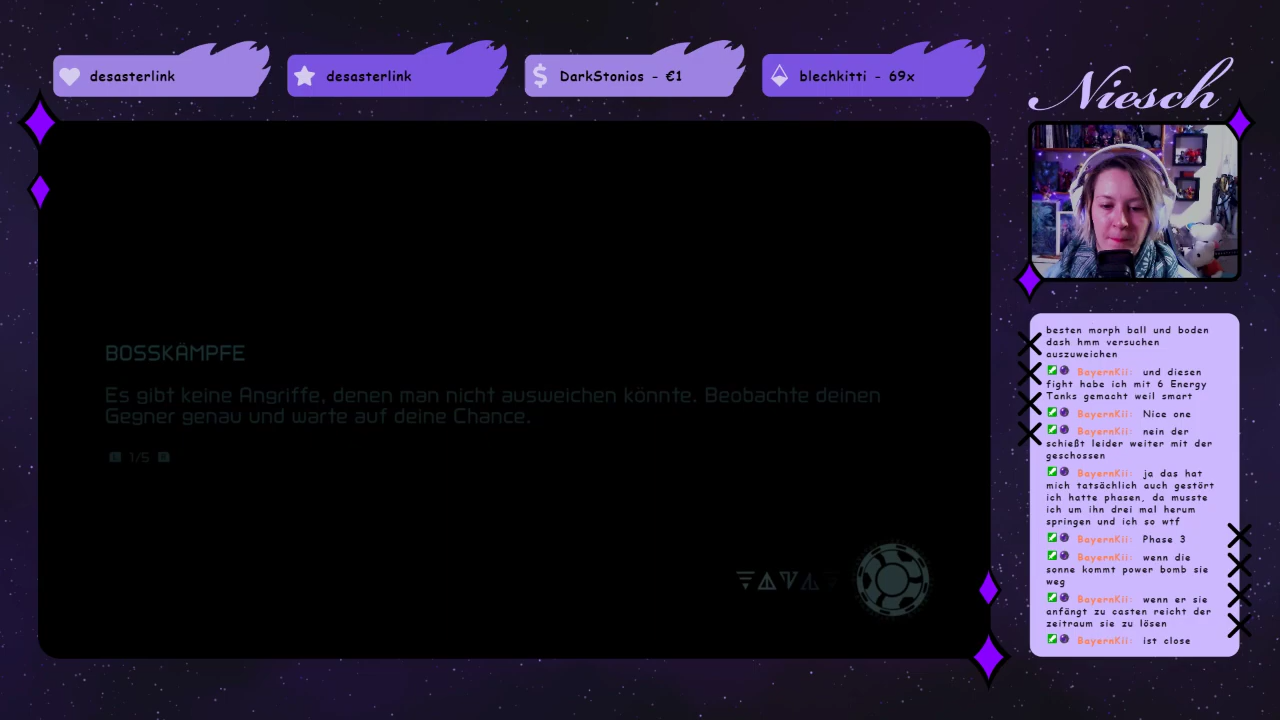 desasterlink
desasterlink
DarkStonios - €1
blechkitti - 69x
Niesch
BOSSKÄMPFE
Es gibt keine Angriffe, denen man nicht ausweichen könnte. Beobachte deinen
Gegner genau und warte auf deine Chance.
L 1/5 R
besten morph ball und boden
dash hmm versuchen
auszuweichen
BayernKii: und diesen
fight habe ich mit 6 Energy
Tanks gemacht weil smart
BayernKii: Nice one
BayernKii: nein der
schießt leider weiter mit der
geschossen
BayernKii: ja das hat
mich tatsächlich auch gestört
ich hatte phasen, da musste
ich um ihn drei mal herum
springen und ich so wtf
BayernKii: Phase 3
BayernKii: wenn die
sonne kommt power bomb sie
weg
BayernKii: wenn er sie
anfängt zu casten reicht der
zeitraum sie zu lösen
BayernKii: ist close